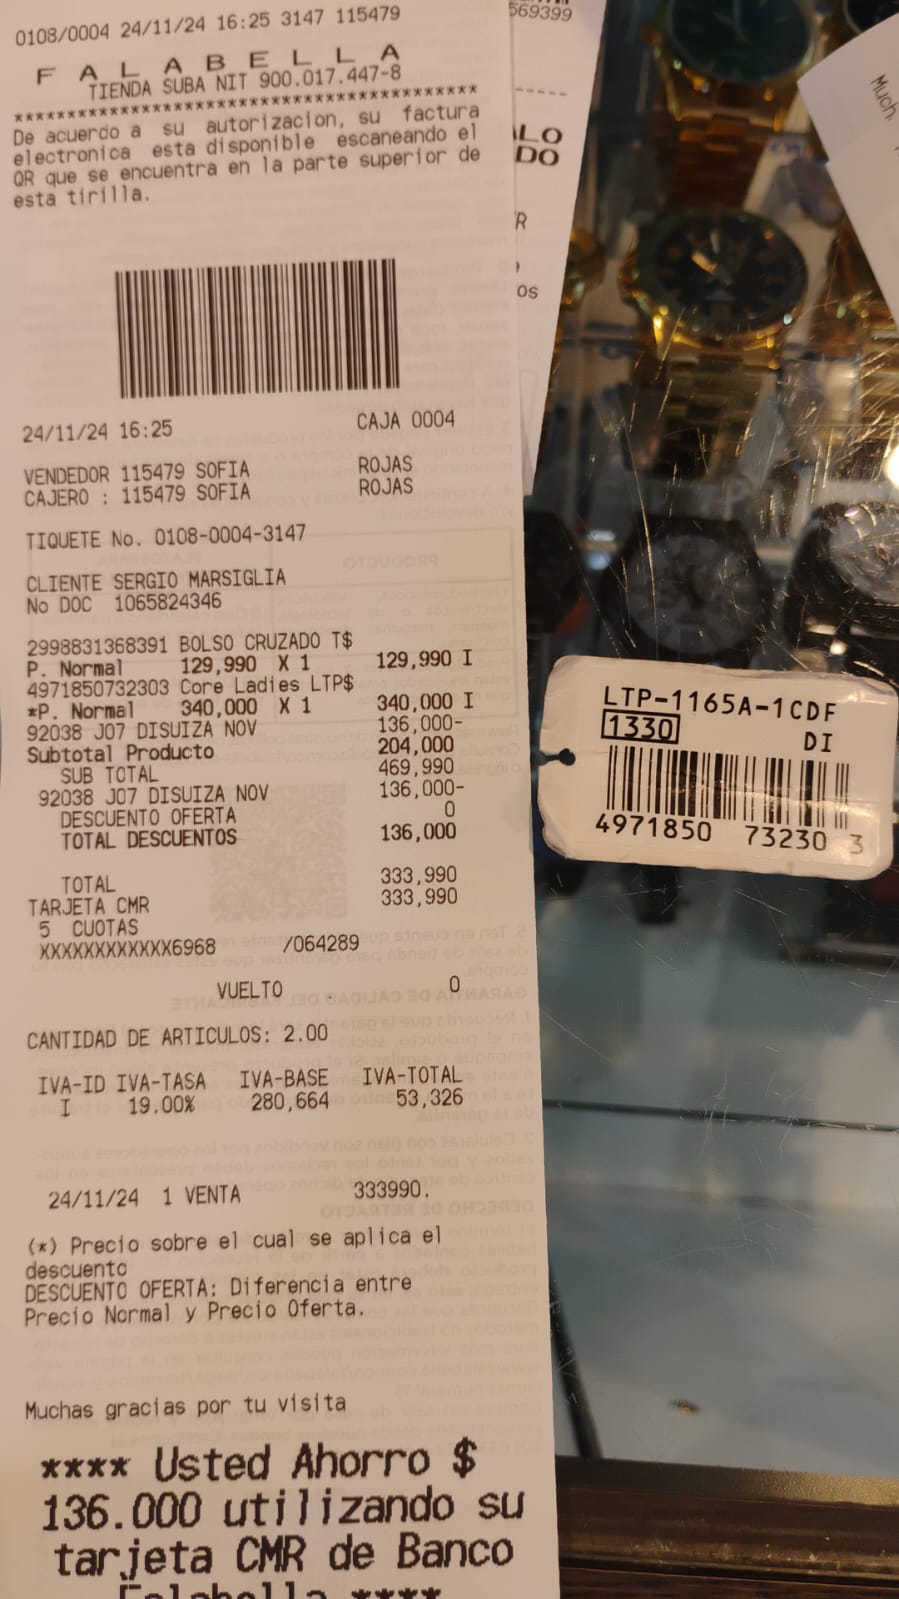 0108/0004 24/11/24 16:25 3147 115479
F A L A B E L L A
TIENDA SUBA NIT 900.017.447-8
******************************************
De acuerdo a su autorizacion, su factura
electronica esta disponible escaneando el
QR que se encuentra en la parte superior de
esta tirilla.
24/11/24 16:25 CAJA 0004
VENDEDOR 115479 SOFIA ROJAS
CAJERO : 115479 SOFIA ROJAS
TIQUETE No. 0108-0004-3147
CLIENTE SERGIO MARSIGLIA
No DOC 1065824346
2998831368391 BOLSO CRUZADO T$
P. Normal 129,990 X 1 129,990 I
4971850732303 Core Ladies LTP$
*P. Normal 340,000 X 1 340,000 I
92038 J07 DISUIZA NOV 136,000-
Subtotal Producto 204,000
SUB TOTAL 469,990
92038 J07 DISUIZA NOV 136,000-
DESCUENTO OFERTA 0
TOTAL DESCUENTOS 136,000
TOTAL 333,990
TARJETA CMR 333,990
5 CUOTAS
XXXXXXXXXXXX6968 /064289
VUELTO . 0
CANTIDAD DE ARTICULOS: 2.00
IVA-ID IVA-TASA IVA-BASE IVA-TOTAL
I 19.00% 280,664 53,326
24/11/24 1 VENTA 333990.
(*) Precio sobre el cual se aplica el
descuento
DESCUENTO OFERTA: Diferencia entre
Precio Normal y Precio Oferta.
Muchas gracias por tu visita
**** Usted Ahorro $
136.000 utilizando su
tarjeta CMR de Banco
Falabella ****
569399
LO
DO
R
os
Much
LTP-1165A-1CDF
1330 DI
4971850 73230 3